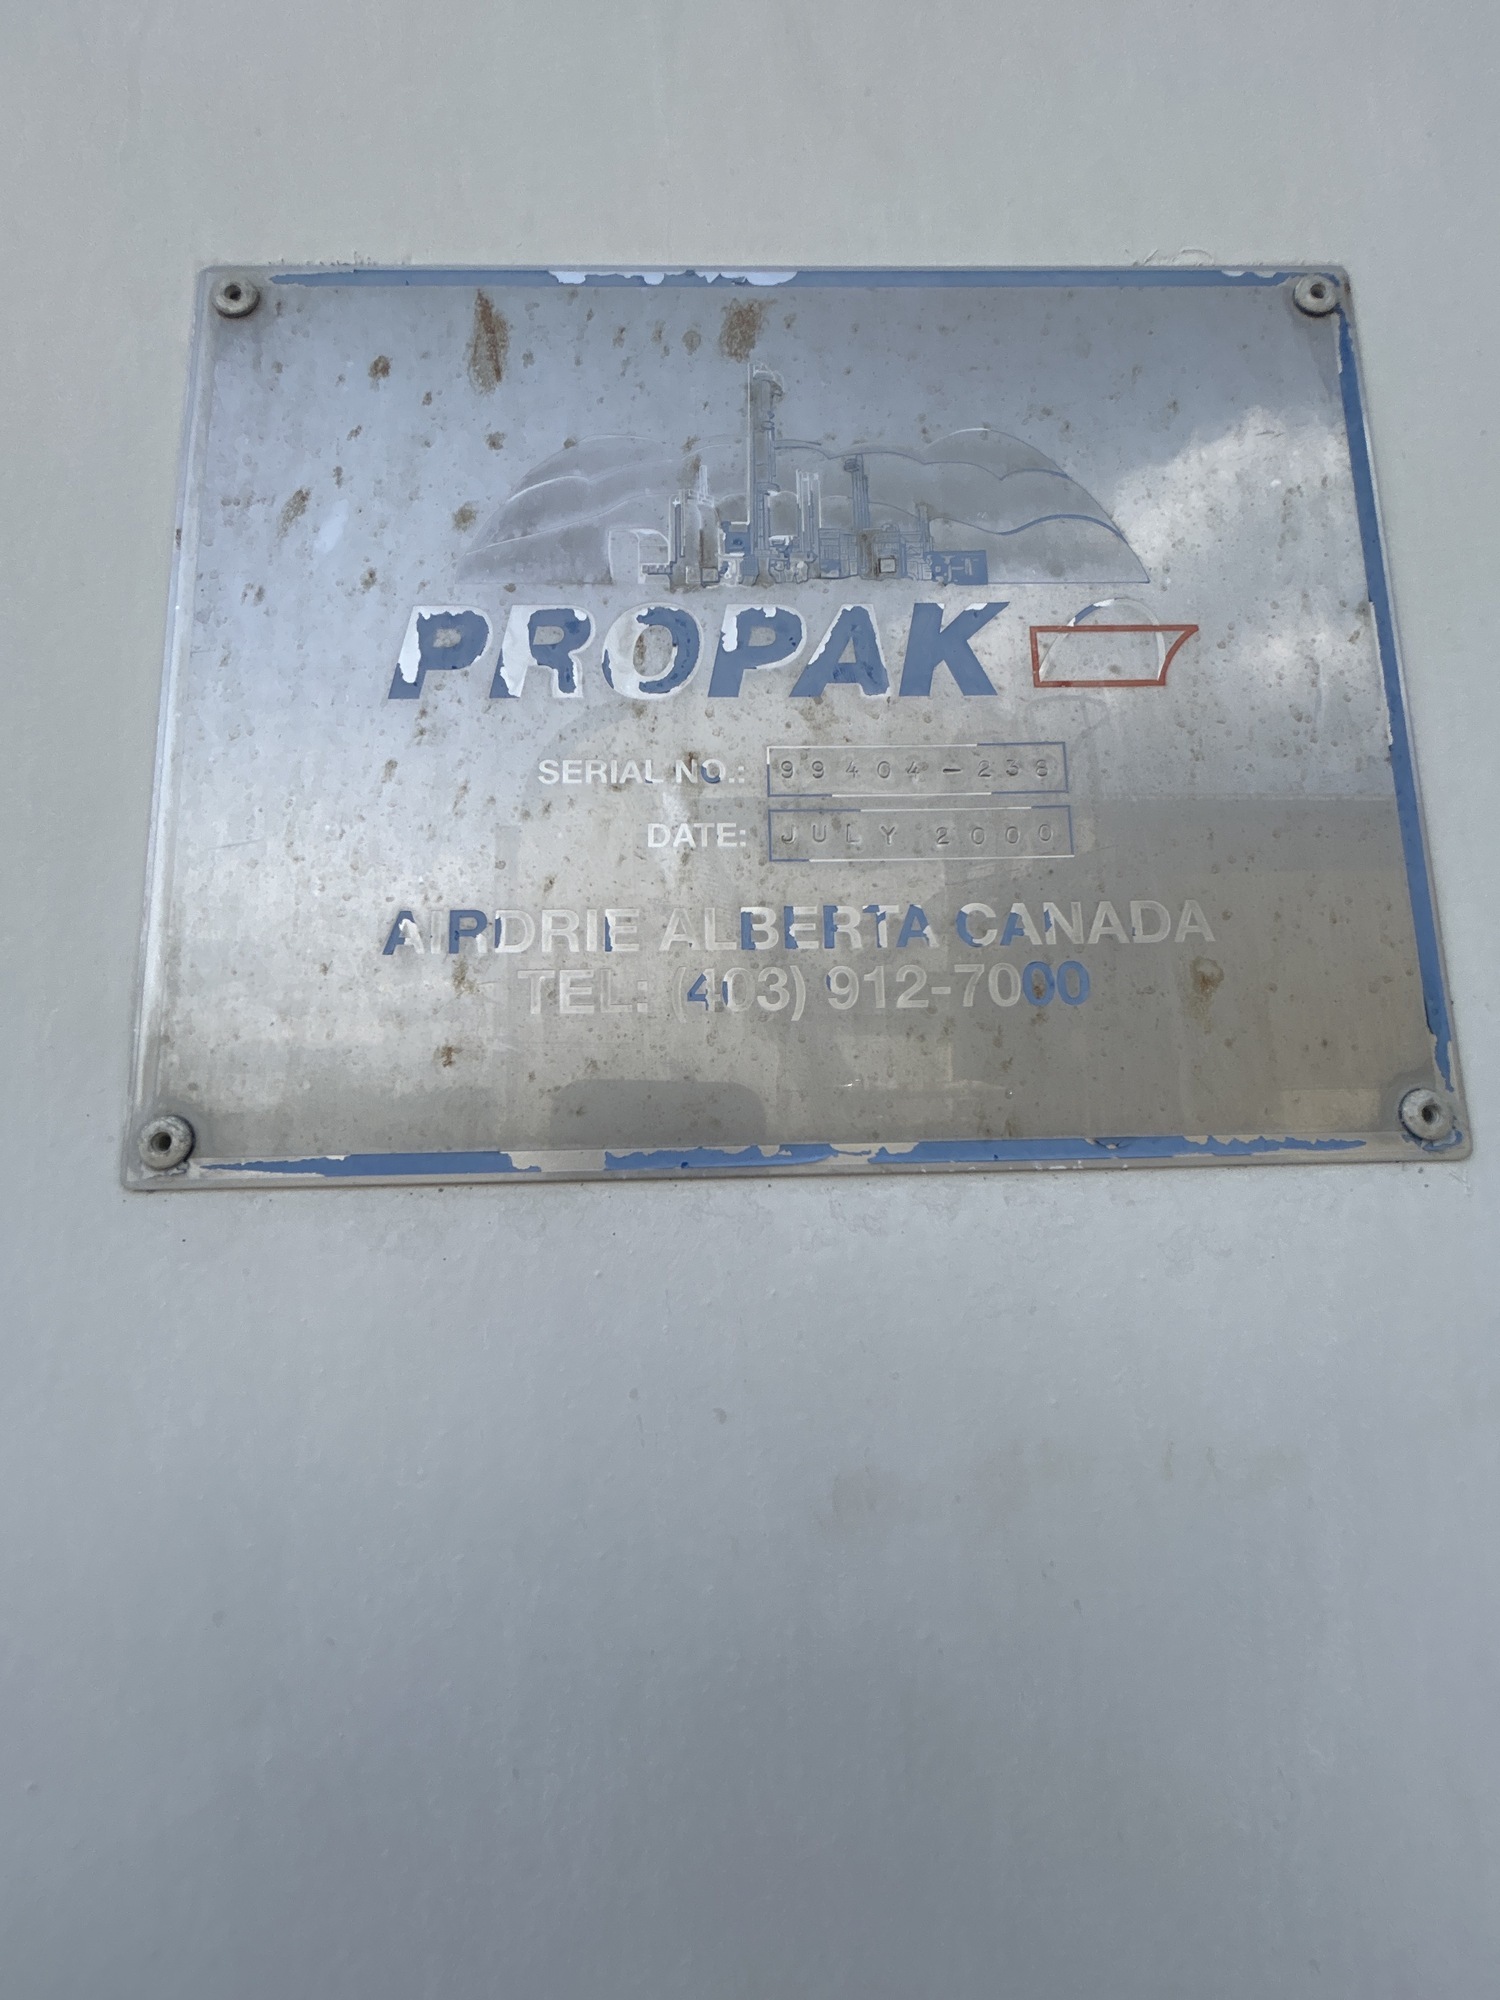 PROPAK
SERIAL NO.: 99404-238
DATE: JULY 2000
AIRDRIE ALBERTA CANADA
TEL: (403) 912-7000